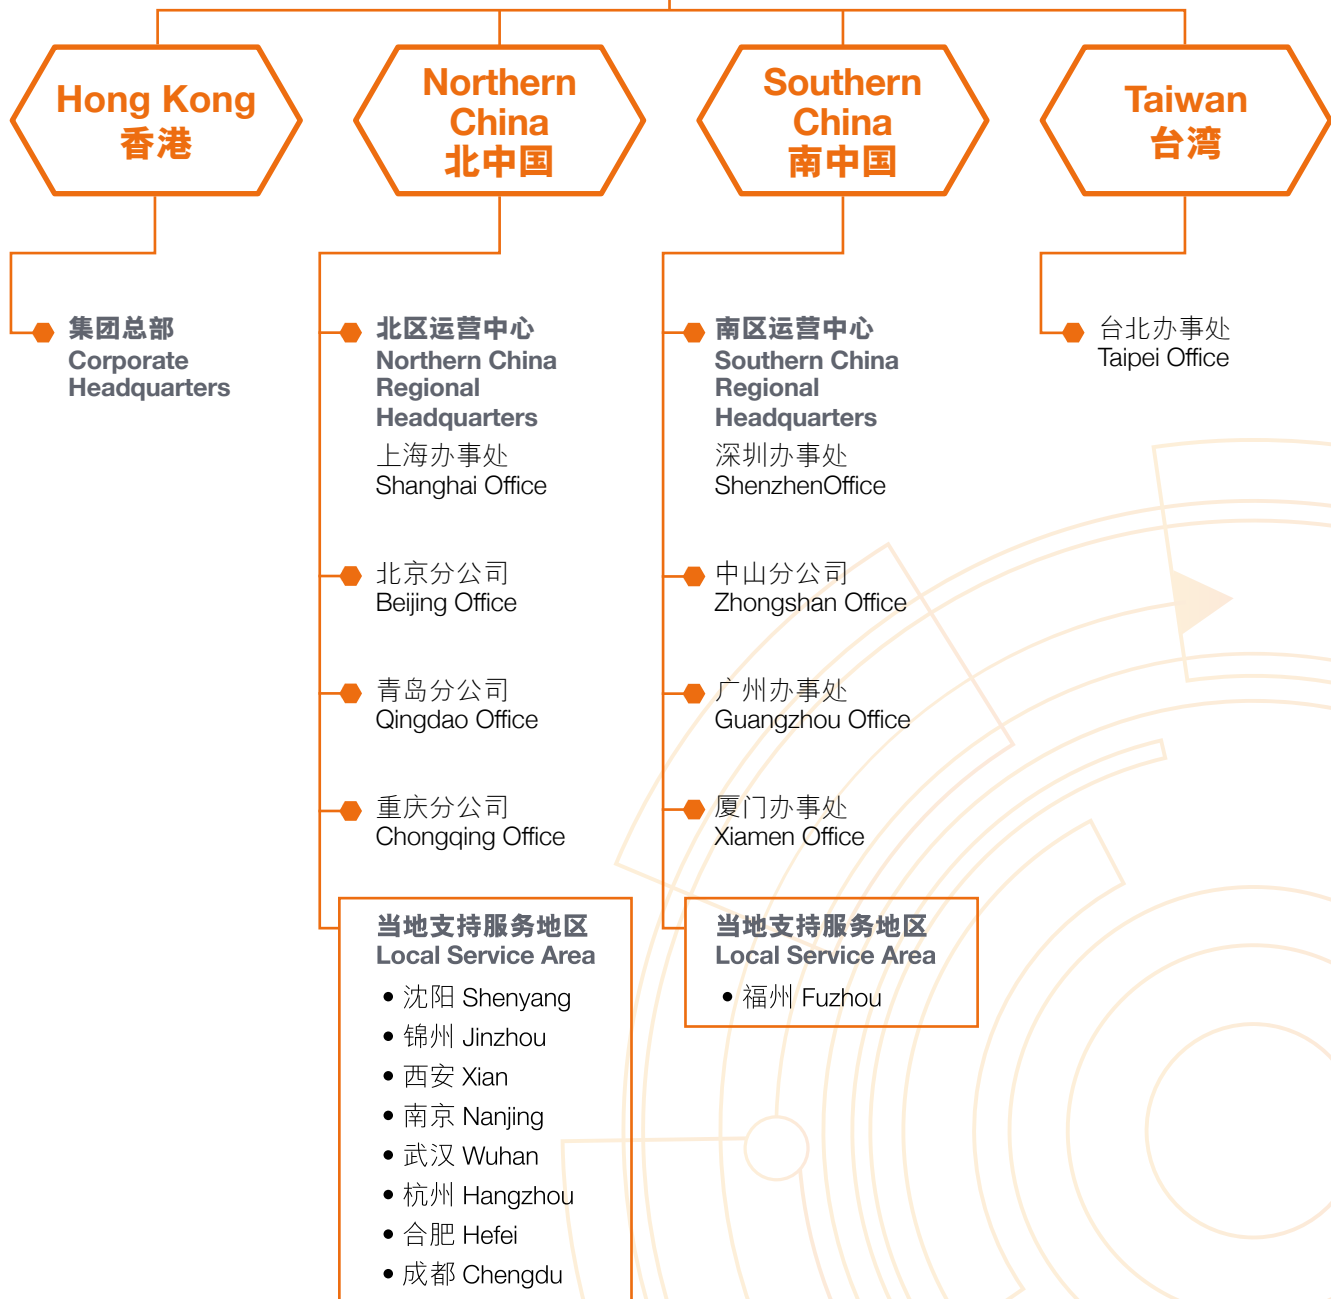 Hong Kong
香港
Northern
China
北中国
Southern
China
南中国
Taiwan
台湾
集团总部
Corporate
Headquarters
北区运营中心
Northern China
Regional
Headquarters
上海办事处
Shanghai Office
北京分公司
Beijing Office
青岛分公司
Qingdao Office
重庆分公司
Chongqing Office
当地支持服务地区
Local Service Area
• 沈阳 Shenyang
• 锦州 Jinzhou
• 西安 Xian
• 南京 Nanjing
• 武汉 Wuhan
• 杭州 Hangzhou
• 合肥 Hefei
• 成都 Chengdu
南区运营中心
Southern China
Regional
Headquarters
深圳办事处
ShenzhenOffice
中山分公司
Zhongshan Office
广州办事处
Guangzhou Office
厦门办事处
Xiamen Office
当地支持服务地区
Local Service Area
• 福州 Fuzhou
台北办事处
Taipei Office